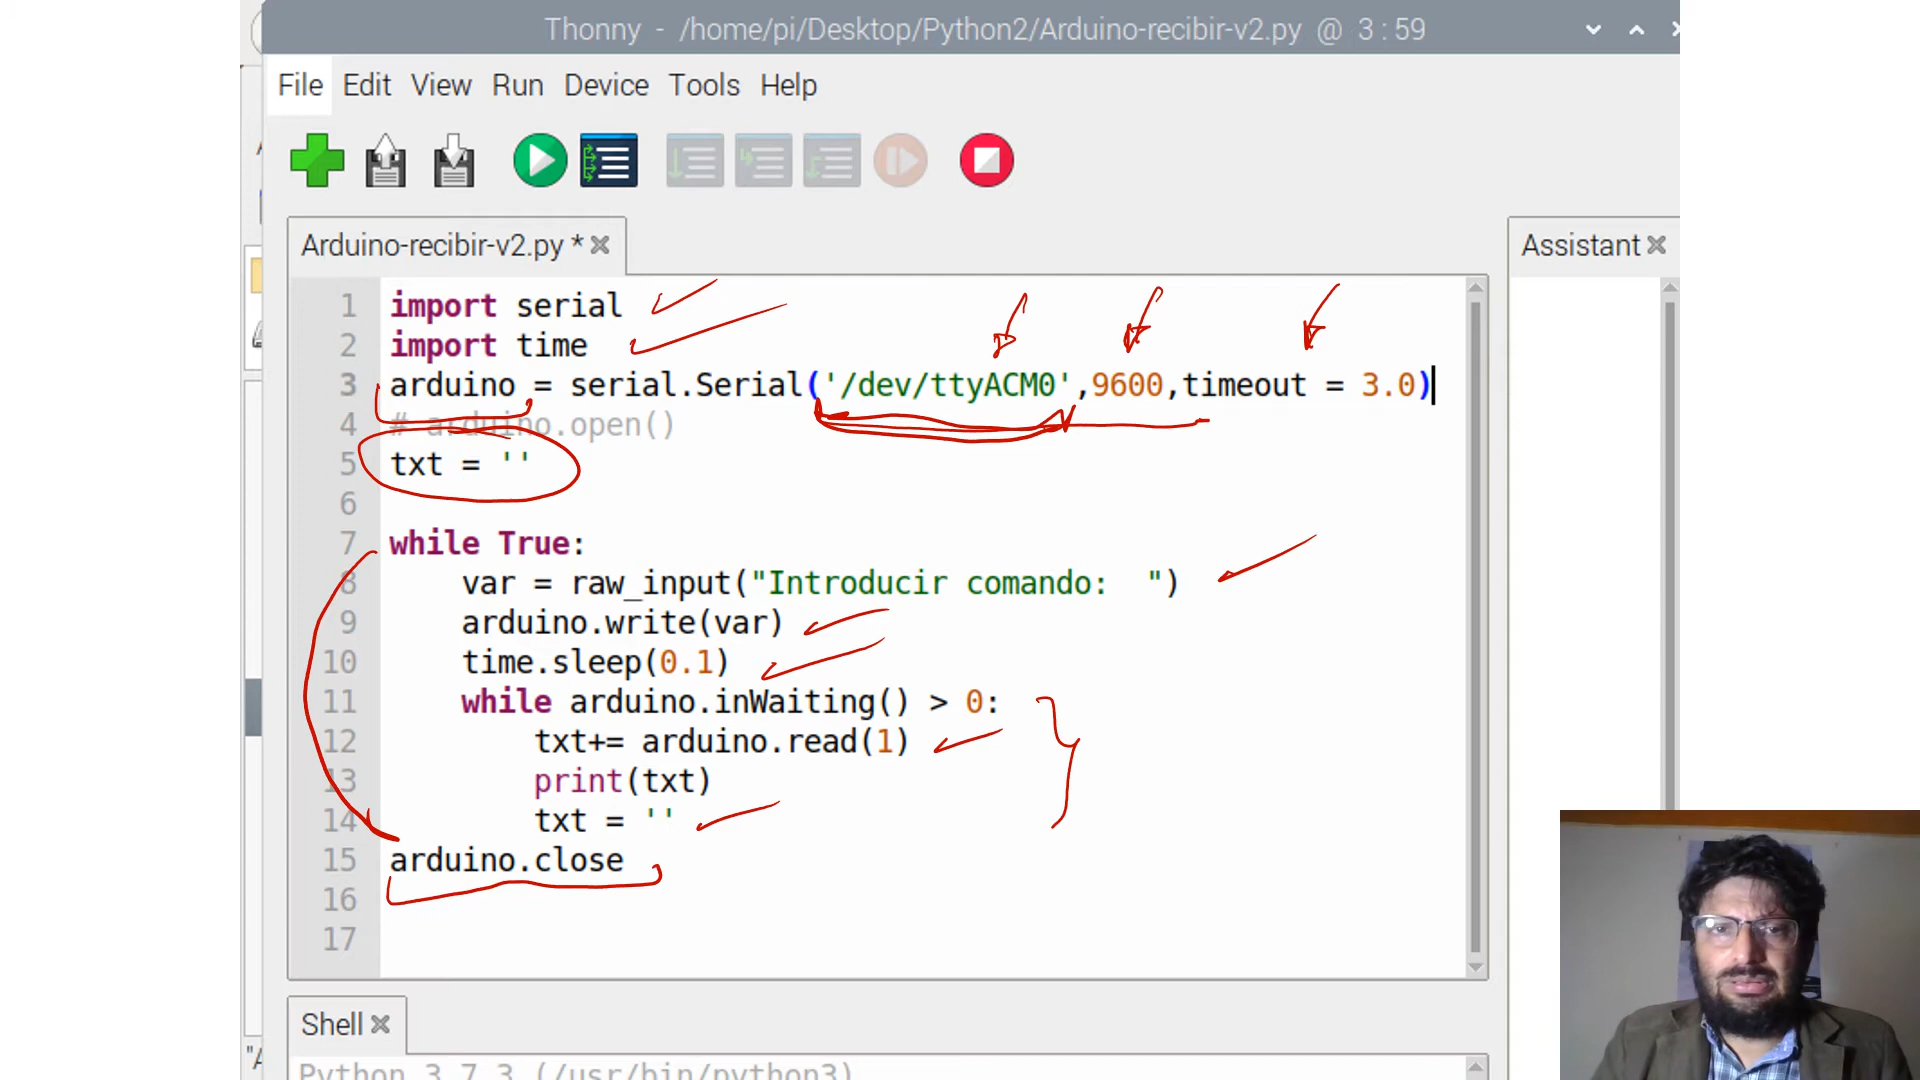 Thonny - /home/pi/Desktop/Python2/Arduino-recibir-v2.py @ 3 : 59
File Edit View Run Device Tools Help
Arduino-recibir-v2.py *
Assistant
1 import serial
2 import time
3 arduino = serial.Serial('/dev/ttyACM0',9600,timeout = 3.0)
4 # arduino.open()
5 txt = ''
6
7 while True:
8 var = raw_input("Introducir comando:  ")
9 arduino.write(var)
10 time.sleep(0.1)
11 while arduino.inWaiting() > 0:
12 txt+= arduino.read(1)
13 print(txt)
14 txt = ''
15 arduino.close
16
17
Shell
Python 3.7.3 (/usr/bin/python3)